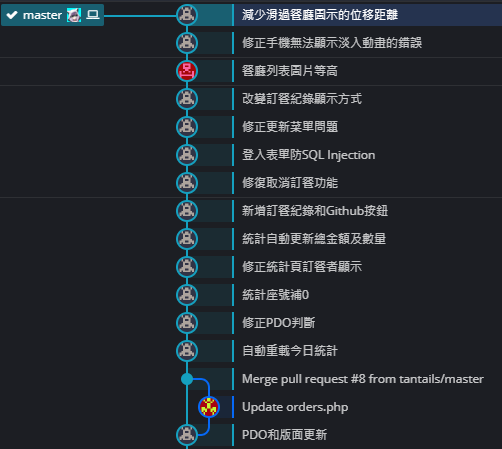 master
減少滑過餐廳圖示的位移距離
修正手機無法顯示淡入動畫的錯誤
餐廳列表圖片等高
改變訂餐紀錄顯示方式
修正更新菜單問題
登入表單防SQL Injection
修復取消訂餐功能
新增訂餐紀錄和Github按鈕
統計自動更新總金額及數量
修正統計頁訂餐者顯示
統計座號補0
修正PDO判斷
自動重載今日統計
Merge pull request #8 from tantails/master
Update orders.php
PDO和版面更新